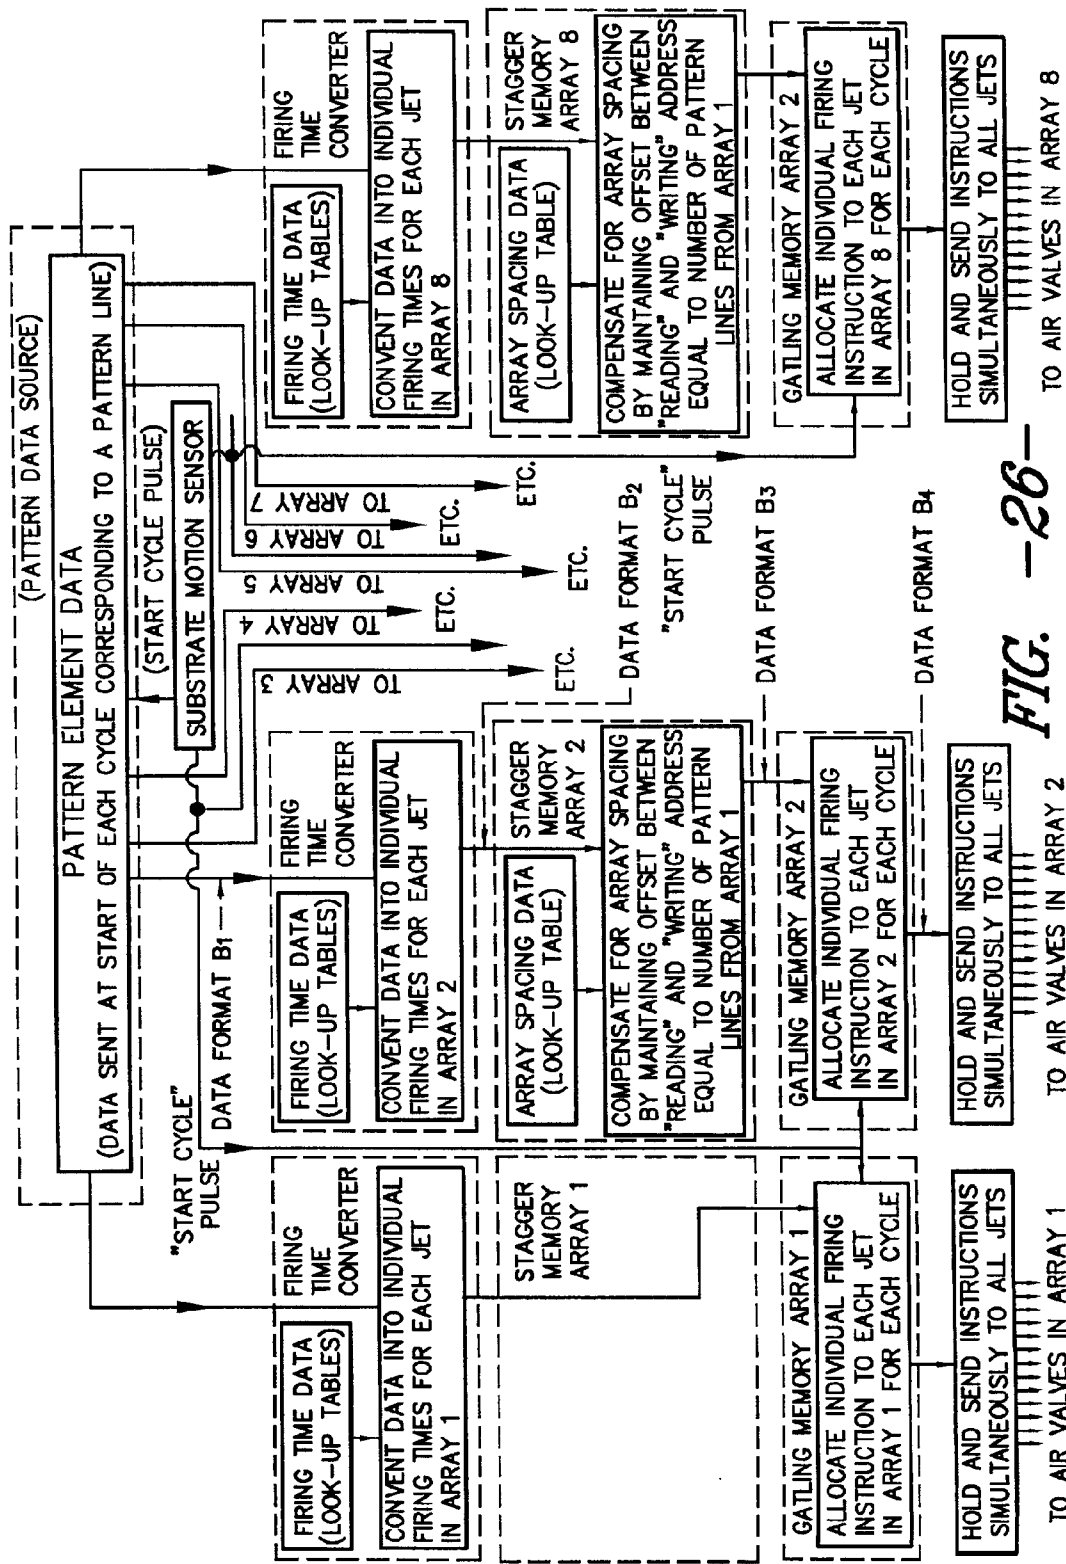 (PATTERN DATA SOURCE)
PATTERN ELEMENT DATA
(DATA SENT AT START OF EACH CYCLE CORRESPONDING TO A PATTERN LINE)
(START CYCLE PULSE)
SUBSTRATE MOTION SENSOR
"START CYCLE"
PULSE
DATA FORMAT B1
TO ARRAY 3
TO ARRAY 4
TO ARRAY 5
TO ARRAY 6
TO ARRAY 7
ETC.
ETC.
ETC.
ETC.
ETC.
FIRING
TIME
CONVERTER
FIRING TIME DATA
(LOOK-UP TABLES)
CONVENT DATA INTO INDIVIDUAL
FIRING TIMES FOR EACH JET
IN ARRAY 1
STAGGER
MEMORY
ARRAY 1
GATLING MEMORY ARRAY 1
ALLOCATE INDIVIDUAL FIRING
INSTRUCTION TO EACH JET
IN ARRAY 1 FOR EACH CYCLE
HOLD AND SEND INSTRUCTIONS
SIMULTANEOUSLY TO ALL JETS
TO AIR VALVES IN ARRAY 1
FIRING
TIME
CONVERTER
FIRING TIME DATA
(LOOK-UP TABLES)
CONVENT DATA INTO INDIVIDUAL
FIRING TIMES FOR EACH JET
IN ARRAY 2
DATA FORMAT B2
STAGGER
MEMORY
ARRAY 2
ARRAY SPACING DATA
(LOOK-UP TABLE)
COMPENSATE FOR ARRAY SPACING
BY MAINTAINING OFFSET BETWEEN
"READING" AND "WRITING" ADDRESS
EQUAL TO NUMBER OF PATTERN
LINES FROM ARRAY 1
DATA FORMAT B3
GATLING MEMORY ARRAY 2
ALLOCATE INDIVIDUAL FIRING
INSTRUCTION TO EACH JET
IN ARRAY 2 FOR EACH CYCLE
DATA FORMAT B4
HOLD AND SEND INSTRUCTIONS
SIMULTANEOUSLY TO ALL JETS
TO AIR VALVES IN ARRAY 2
"START CYCLE"
PULSE
FIRING
TIME
CONVERTER
FIRING TIME DATA
(LOOK-UP TABLES)
CONVENT DATA INTO INDIVIDUAL
FIRING TIMES FOR EACH JET
IN ARRAY 8
STAGGER
MEMORY
ARRAY 8
ARRAY SPACING DATA
(LOOK-UP TABLE)
COMPENSATE FOR ARRAY SPACING
BY MAINTAINING OFFSET BETWEEN
"READING" AND "WRITING" ADDRESS
EQUAL TO NUMBER OF PATTERN
LINES FROM ARRAY 1
GATLING MEMORY ARRAY 2
ALLOCATE INDIVIDUAL FIRING
INSTRUCTION TO EACH JET
IN ARRAY 8 FOR EACH CYCLE
HOLD AND SEND INSTRUCTIONS
SIMULTANEOUSLY TO ALL JETS
TO AIR VALVES IN ARRAY 8
FIG. -26-